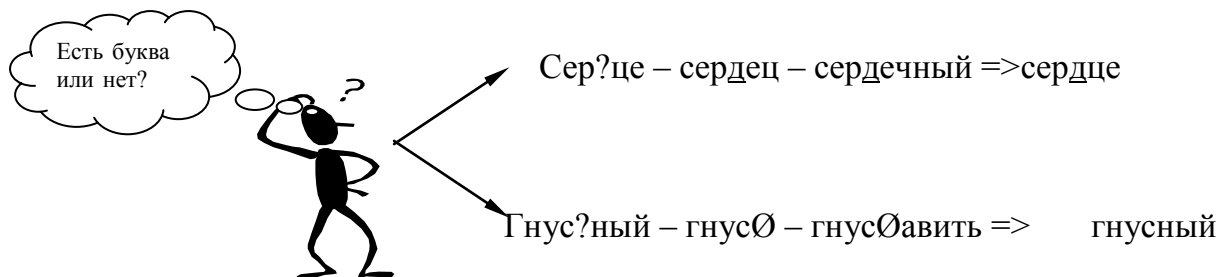 Есть буква
или нет?
?
Сер?це – сердец – сердечный =>сердце
Гнус?ный – гнусØ – гнусØавить => гнусный